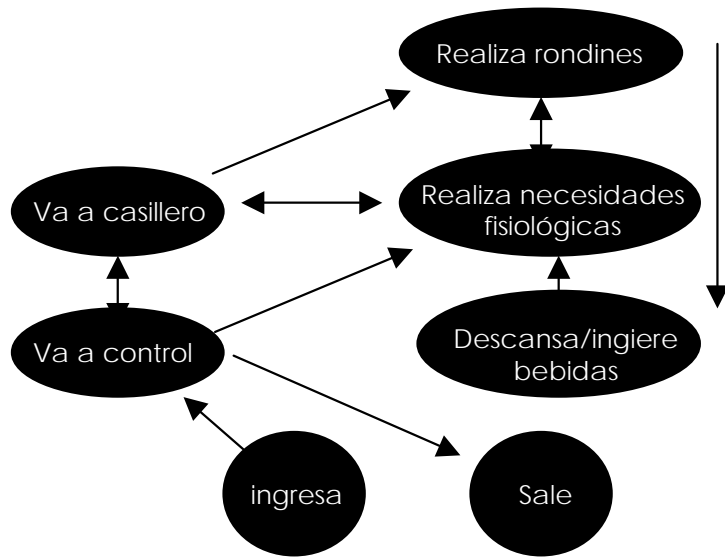 Realiza rondines
Va a casillero
Realiza necesidades
fisiológicas
Va a control
Descansa/ingiere
bebidas
ingresa
Sale